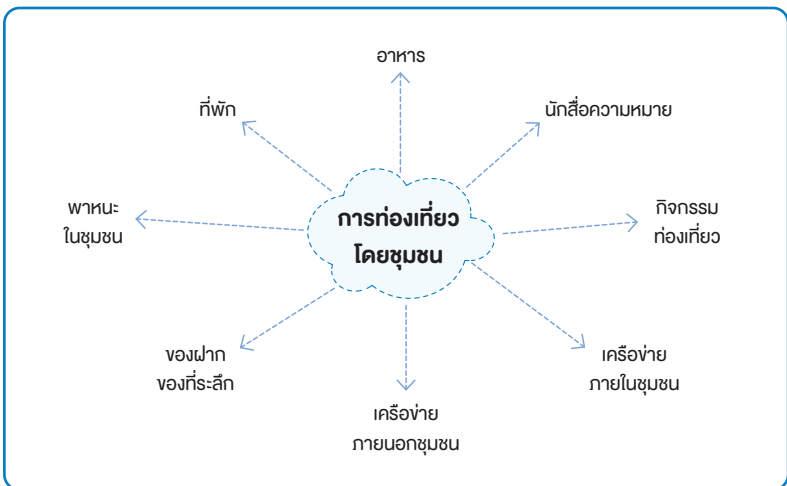 อาหาร
ที่พัก
นักสื่อความหมาย
พาหนะ
ในชุมชน
การท่องเที่ยว
โดยชุมชน
กิจกรรม
ท่องเที่ยว
ของฝาก
ของที่ระลึก
เครือข่าย
ภายในชุมชน
เครือข่าย
ภายนอกชุมชน